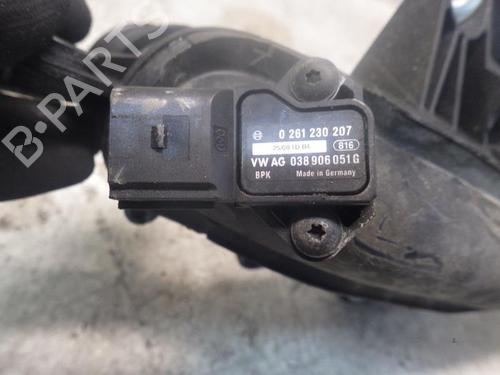 0 261 230 207
816
VW AG 038 906 051 G
BPK Made in Germany
B-PARTS